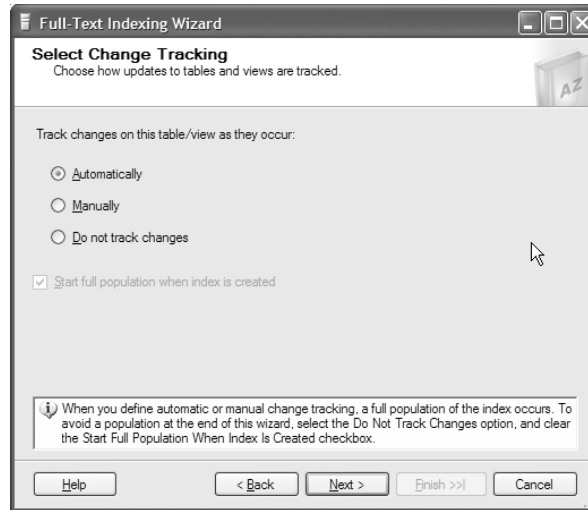 Full-Text Indexing Wizard
Select Change Tracking
Choose how updates to tables and views are tracked.
AZ
Track changes on this table/view as they occur:
Automatically
Manually
Do not track changes
Start full population when index is created
When you define automatic or manual change tracking, a full population of the index occurs. To
avoid a population at the end of this wizard, select the Do Not Track Changes option, and clear
the Start Full Population When Index Is Created checkbox.
Help
< Back
Next >
Finish >>|
Cancel